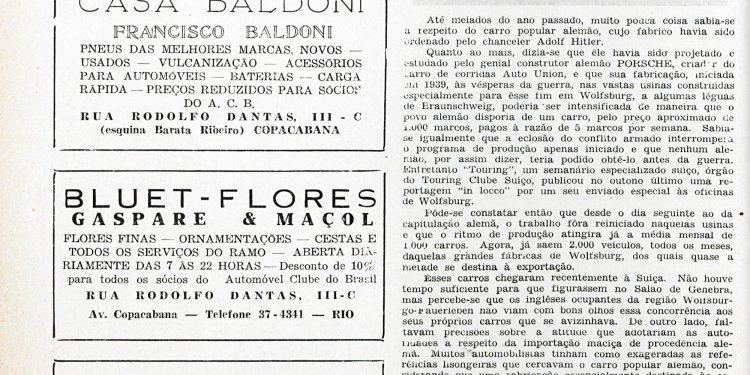 CASA BALDONI
FRANCISCO BALDONI
PNEUS DAS MELHORES MARCAS, NOVOS —
USADOS — VULCANIZAÇÃO — ACESSÓRIOS
PARA AUTOMÓVEIS — BATERIAS — CARGA
RÁPIDA — PREÇOS REDUZIDOS PARA SÓCIOS
DO A. C. B.
RUA RODOLFO DANTAS, III - C
(esquina Barata Ribeiro) COPACABANA
BLUET-FLORES
GASPARE & MAÇOL
FLORES FINAS — ORNAMENTAÇÕES — CESTAS E
TODOS OS SERVIÇOS DO RAMO — ABERTA DIÀ-
RIAMENTE DAS 7 ÀS 22 HORAS — Desconto de 10%
para todos os sócios do Automóvel Clube do Brasil
RUA RODOLFO DANTAS, III-C
Av. Copacabana — Telefone 37-4341 — RIO
Até meiados do ano passado, muito pouca coisa sabia-se
a respeito do carro popular alemão, cujo fabrico havia sido
ordenado pelo chanceler Adolf Hitler.
Quanto ao mais, dizia-se que êle havia sido projetado e
estudado pelo genial construtor alemão PORSCHE, criador do
carro de corridas Auto Union, e que sua fabricação, iniciada
em 1939, às vésperas da guerra, nas vastas usinas construidas
especialmente para êsse fim em Wolfsburg, a algumas léguas
de Braunschweig, poderia ser intensificada de maneira que o
povo alemão disporia de um carro, pelo preço aproximado de
1.000 marcos, pagos à razão de 5 marcos por semana. Sabia-
se igualmente que a eclosão do conflito armado interrompera
o programa de produção apenas iniciado e que nenhum ale-
mão, por assim dizer, teria podido obtê-lo antes da guerra.
Entretanto "Touring", um semanário especializado suiço, órgão
do Touring Clube Suiço, publicou no outono último uma re-
portagem "in locco" por um seu enviado especial às oficinas
de Wolfsburg.
Pôde-se constatar então que desde o dia seguinte ao da
capitulação alemã, o trabalho fôra reiniciado naquelas usinas
e que o ritmo de produção atingira já a média mensal de
1 000 carros. Agora, já saem 2.000 veiculos, todos os meses,
daquelas grandes fábricas de Wolfsburg, dos quais quase a
metade se destina à exportação.
Esses carros chegaram recentemente à Suiça. Não houve
tempo suficiente para que figurassem no Salão de Genebra,
mas percebe-se que os inglêses ocupantes da região Wolfsburg-
go-Fallerleben não viam com bons olhos essa concorrência aos
seus próprios carros que se avizinhava. De outro lado, fal-
tavam precisões sobre a atitude que adotariam as auto-
ridades a respeito da importação maciça de procedência ale-
mã. Muitos automobilistas tinham como exageradas as refe-
rências lisongeiras que cercavam o carro popular alemão, con-